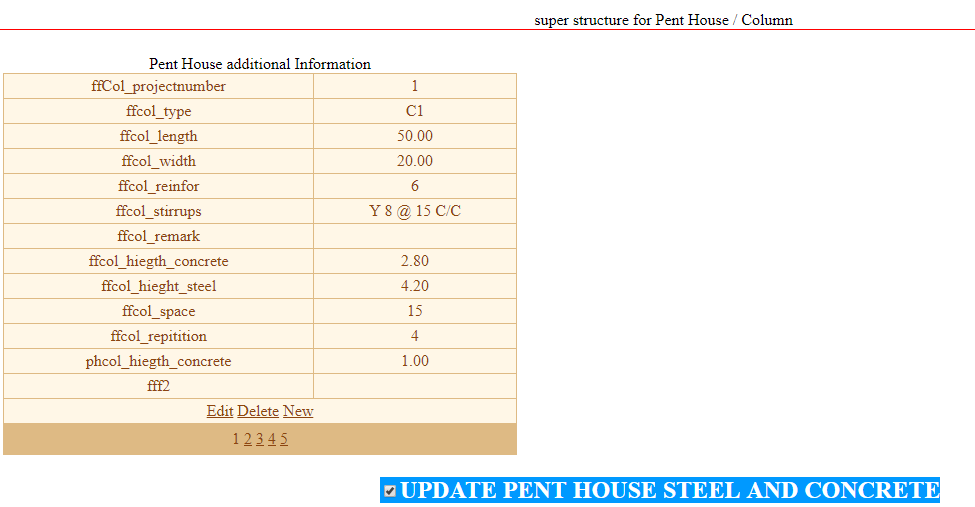 super structure for Pent House / Column
Pent House additional Information
ffCol_projectnumber 1
ffcol_type C1
ffcol_length 50.00
ffcol_width 20.00
ffcol_reinfor 6
ffcol_stirrups Y 8 @ 15 C/C
ffcol_remark
ffcol_hiegth_concrete 2.80
ffcol_hieght_steel 4.20
ffcol_space 15
ffcol_repitition 4
phcol_hiegth_concrete 1.00
fff2
Edit Delete New
1 2 3 4 5
UPDATE PENT HOUSE STEEL AND CONCRETE